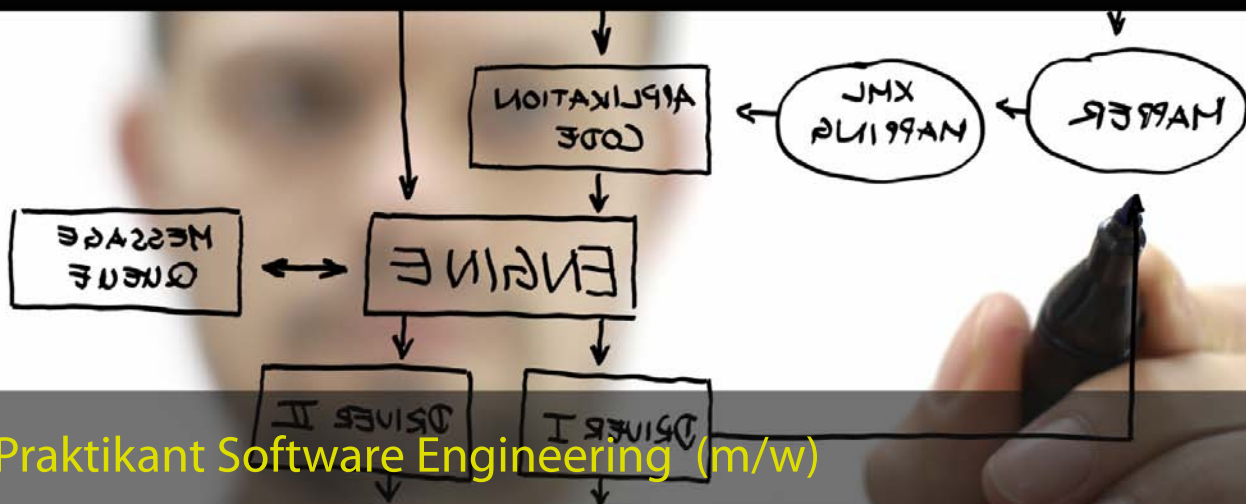 APPLIKATION
CODE
XML
MAPPING
MAPPER
MESSAGE
QUEUE
ENGINE
DRIVER II
DRIVER I
Praktikant Software Engineering (m/w)